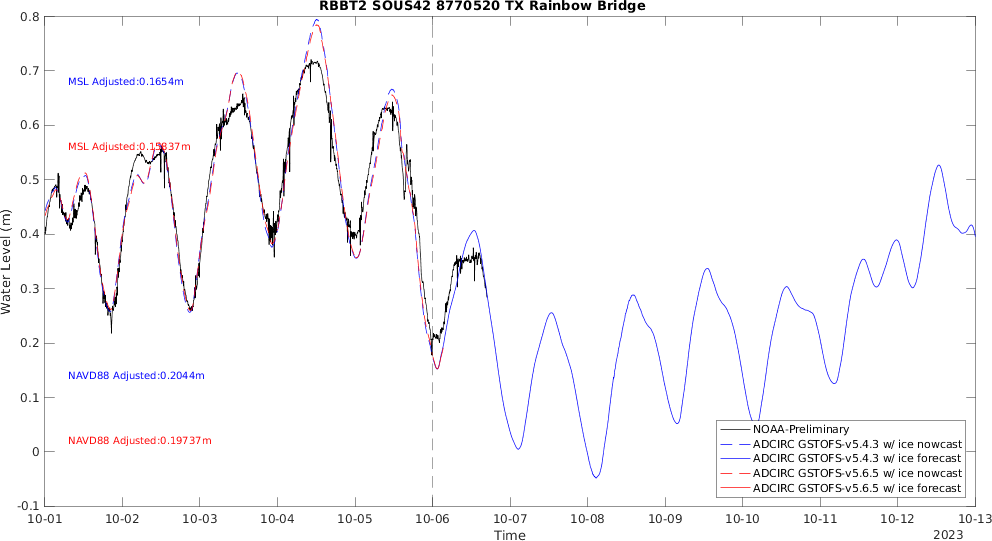 RBBT2 SOUS42 8770520 TX Rainbow Bridge
0.8
0.7
0.6
0.5
0.4
0.3
0.2
0.1
0
-0.1
Water Level (m)
MSL Adjusted:0.1654m
MSL Adjusted:0.15837m
NAVD88 Adjusted:0.2044m
NAVD88 Adjusted:0.19737m
NOAA-Preliminary
ADCIRC GSTOFS-v5.4.3 w/ ice nowcast
ADCIRC GSTOFS-v5.4.3 w/ ice forecast
ADCIRC GSTOFS-v5.6.5 w/ ice nowcast
ADCIRC GSTOFS-v5.6.5 w/ ice forecast
10-01 10-02 10-03 10-04 10-05 10-06 10-07 10-08 10-09 10-10 10-11 10-12 10-13
Time
2023